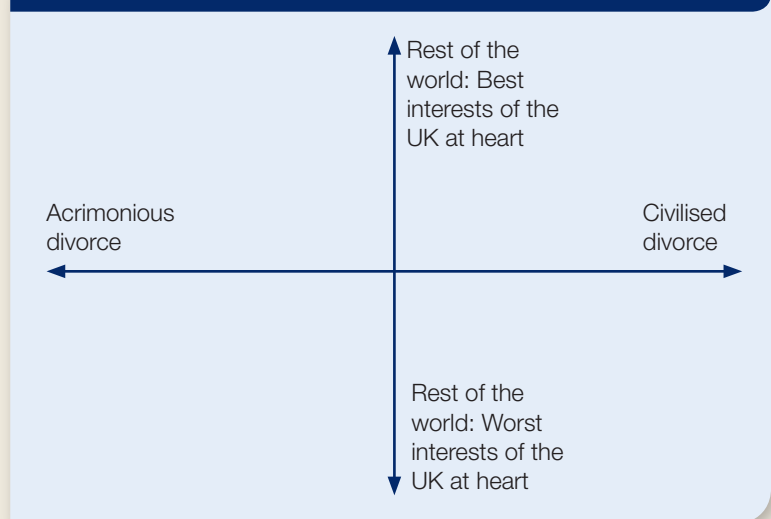 Rest of the
world: Best
interests of the
UK at heart
Acrimonious
divorce
Civilised
divorce
Rest of the
world: Worst
interests of the
UK at heart